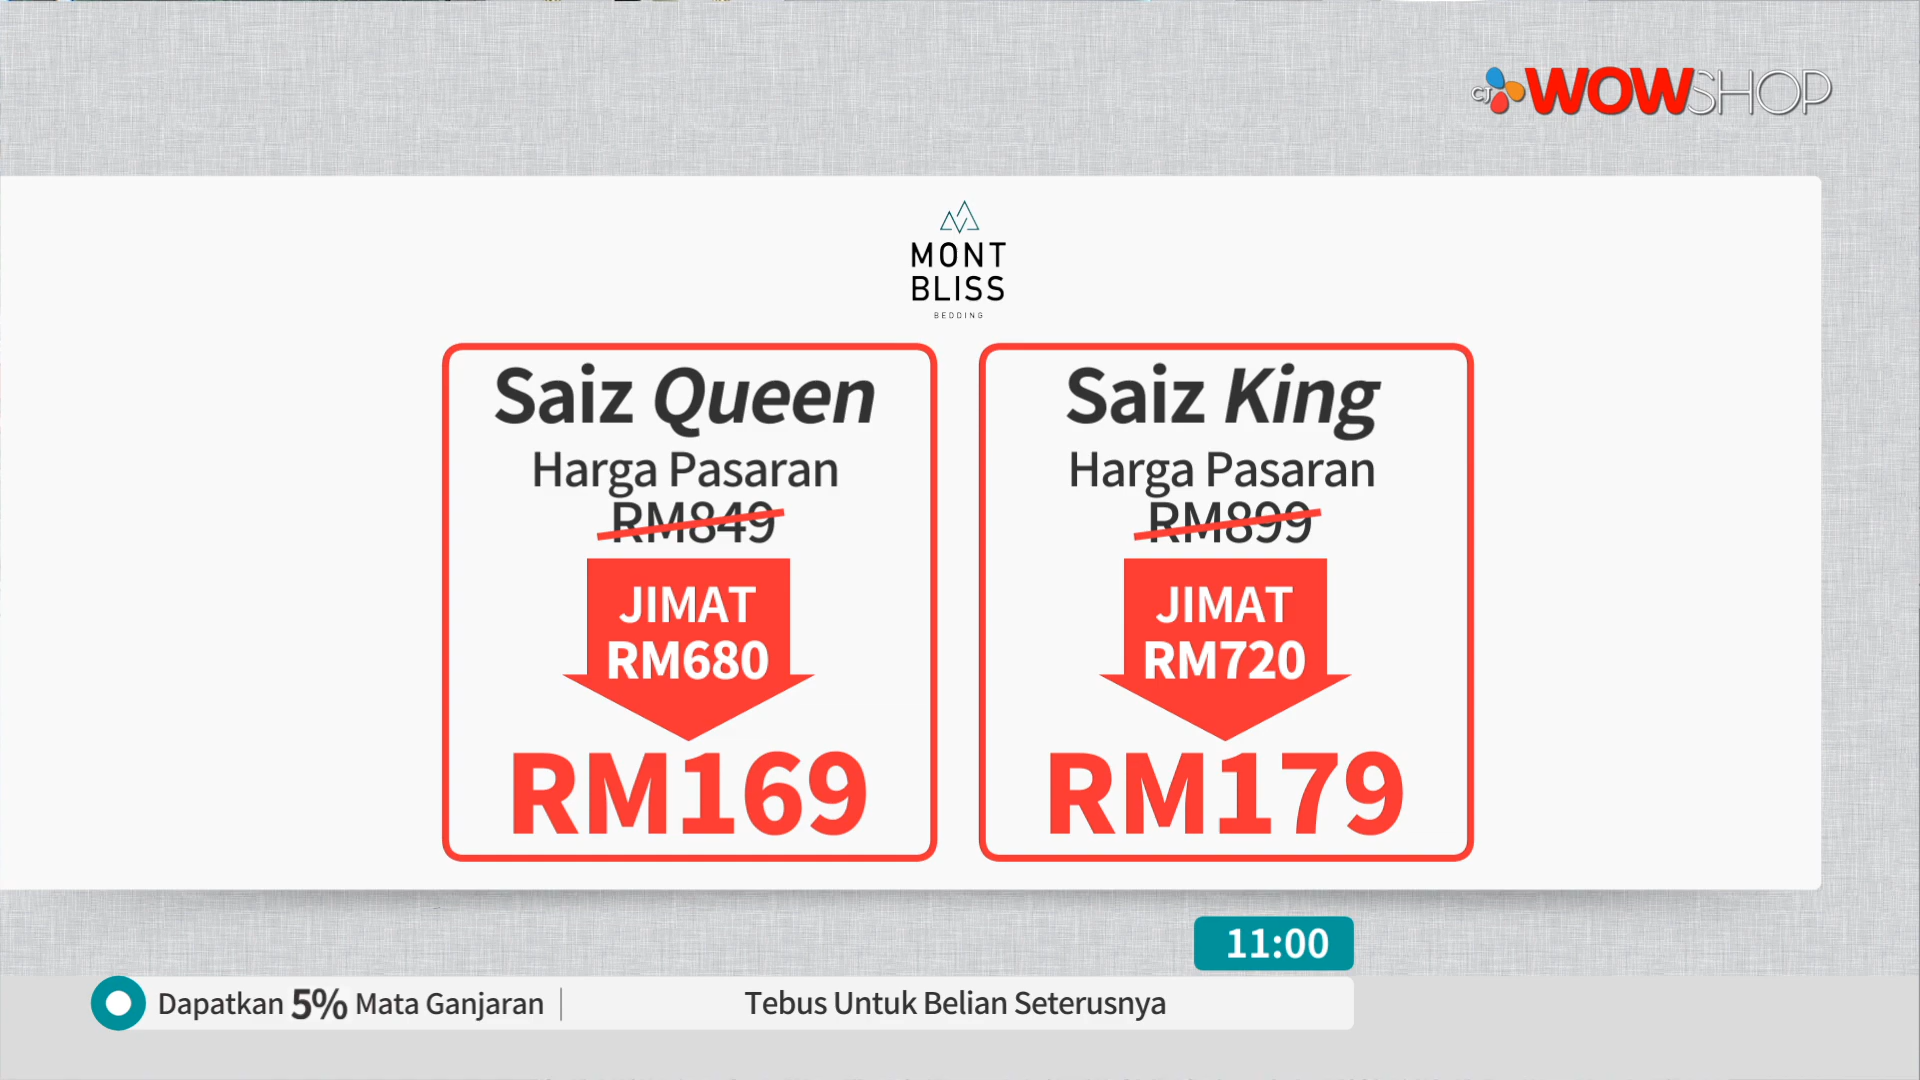 CJ WOWSHOP
MONT
BLISS
BEDDING
Saiz Queen
Harga Pasaran
RM849
JIMAT
RM680
RM169
Saiz King
Harga Pasaran
RM899
JIMAT
RM720
RM179
11:00
Dapatkan 5% Mata Ganjaran | Tebus Untuk Belian Seterusnya